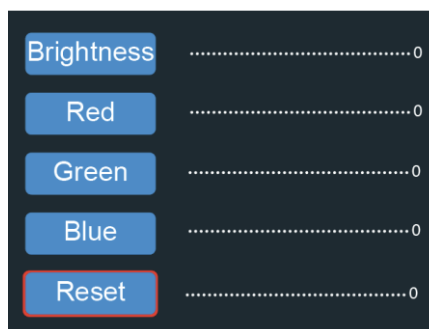 Brightness ........................................ 0
Red ........................................ 0
Green ........................................ 0
Blue ........................................ 0
Reset ........................................ 0